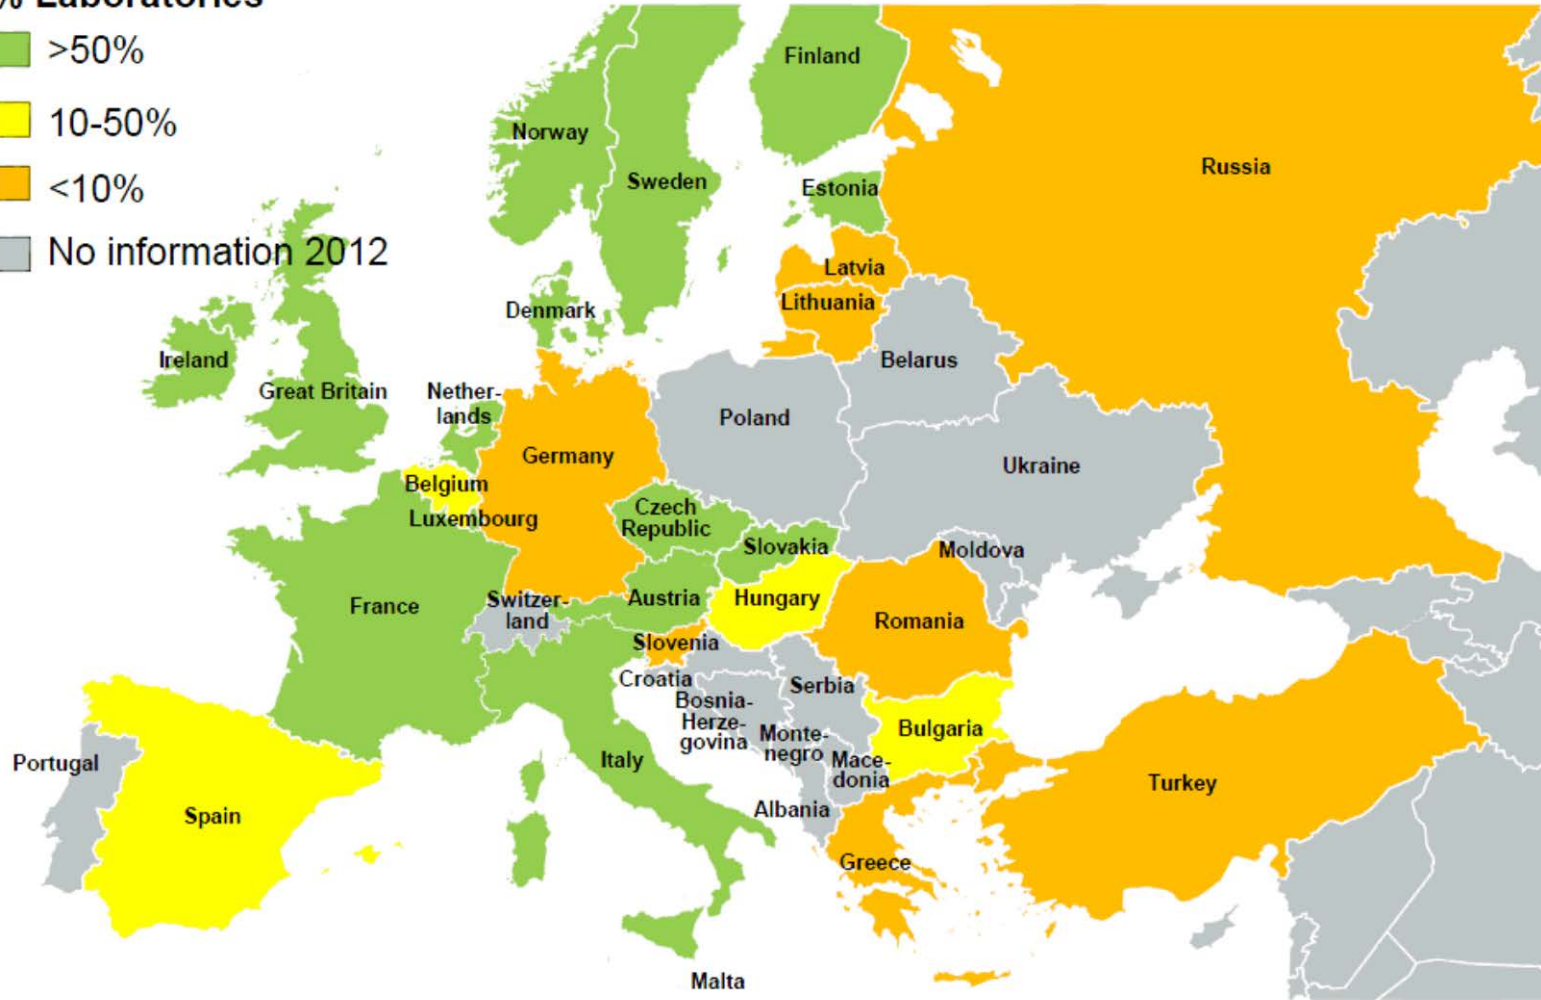 % Laboratories
>50%
10-50%
<10%
No information 2012
Finland
Norway
Sweden
Estonia
Russia
Latvia
Lithuania
Denmark
Ireland
Great Britain
Nether-
lands
Belarus
Poland
Germany
Ukraine
Belgium
Luxembourg
Czech
Republic
Slovakia
Moldova
France
Switzer-
land
Austria
Hungary
Romania
Slovenia
Croatia
Serbia
Bosnia-
Herze-
govina
Monte-
negro
Bulgaria
Mace-
donia
Portugal
Spain
Italy
Albania
Turkey
Greece
Malta